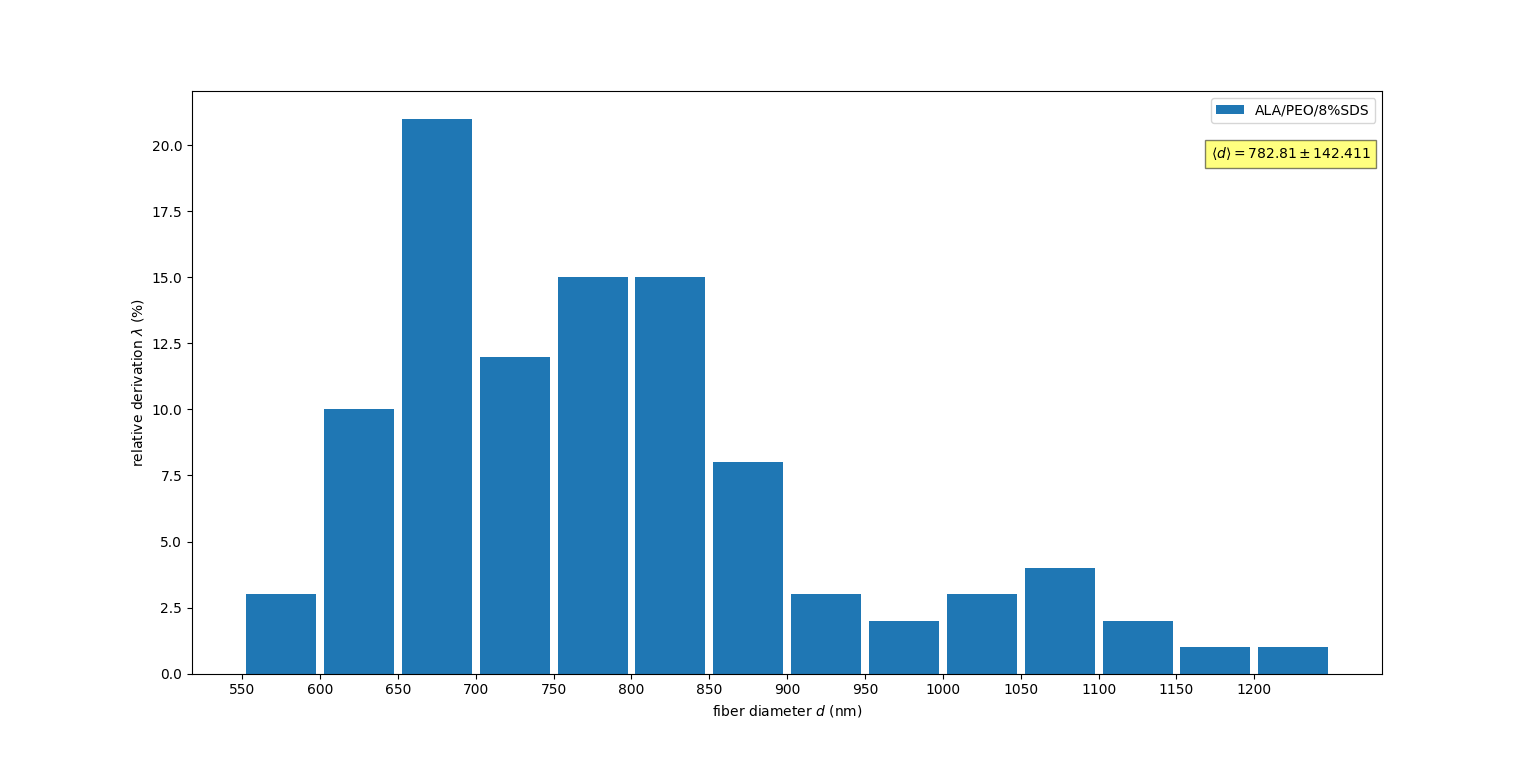 ALA/PEO/8%SDS
⟨d⟩ = 782.81 ± 142.411
20.0
17.5
15.0
12.5
10.0
7.5
5.0
2.5
0.0
relative derivation λ (%)
550 600 650 700 750 800 850 900 950 1000 1050 1100 1150 1200
fiber diameter d (nm)